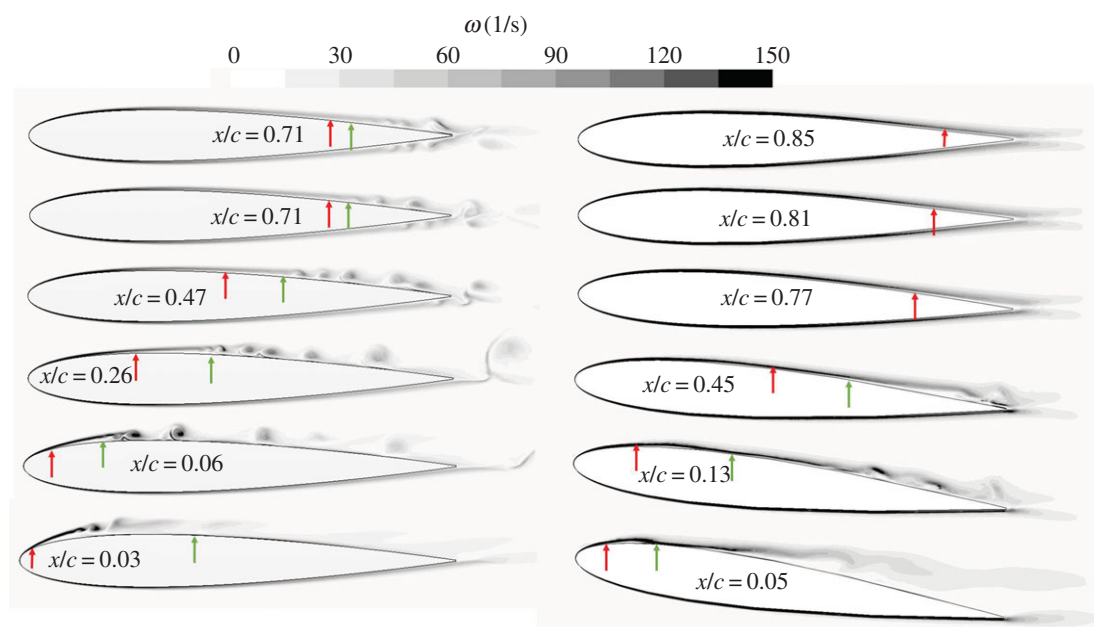 ω (1/s)
0 30 60 90 120 150
x/c = 0.71
x/c = 0.85
x/c = 0.71
x/c = 0.81
x/c = 0.47
x/c = 0.77
x/c = 0.26
x/c = 0.45
x/c = 0.06
x/c = 0.13
x/c = 0.03
x/c = 0.05